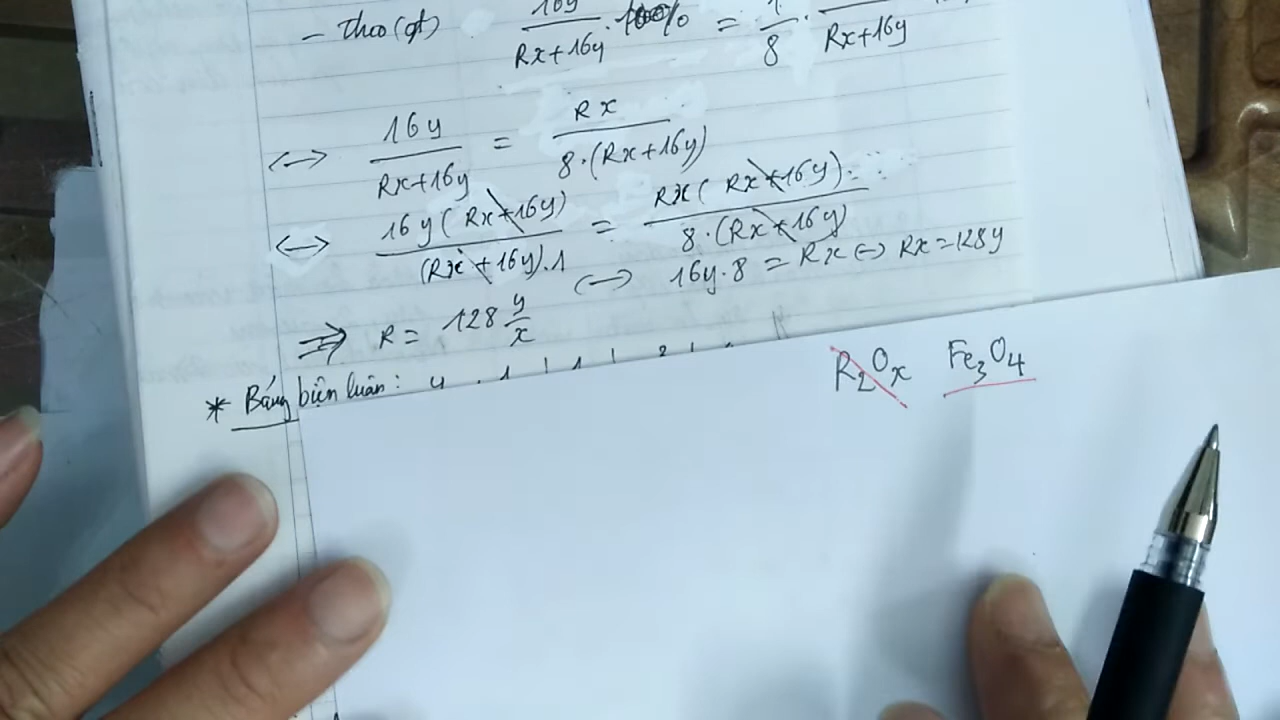 - Theo (gt) 16y/(Rx+16y) . 100% = 1/8 . /(Rx+16y)
<-> 16y/(Rx+16y) = Rx/(8.(Rx+16y))
<-> 16y(Rx+16y)/((Rx+16y).1) = Rx(Rx+16y)/(8.(Rx+16y))
<-> 16y.8 = Rx <-> Rx = 128y
=> R = 128 y/x
* Bảng biện luận:
R₂Oₓ Fe₃O₄